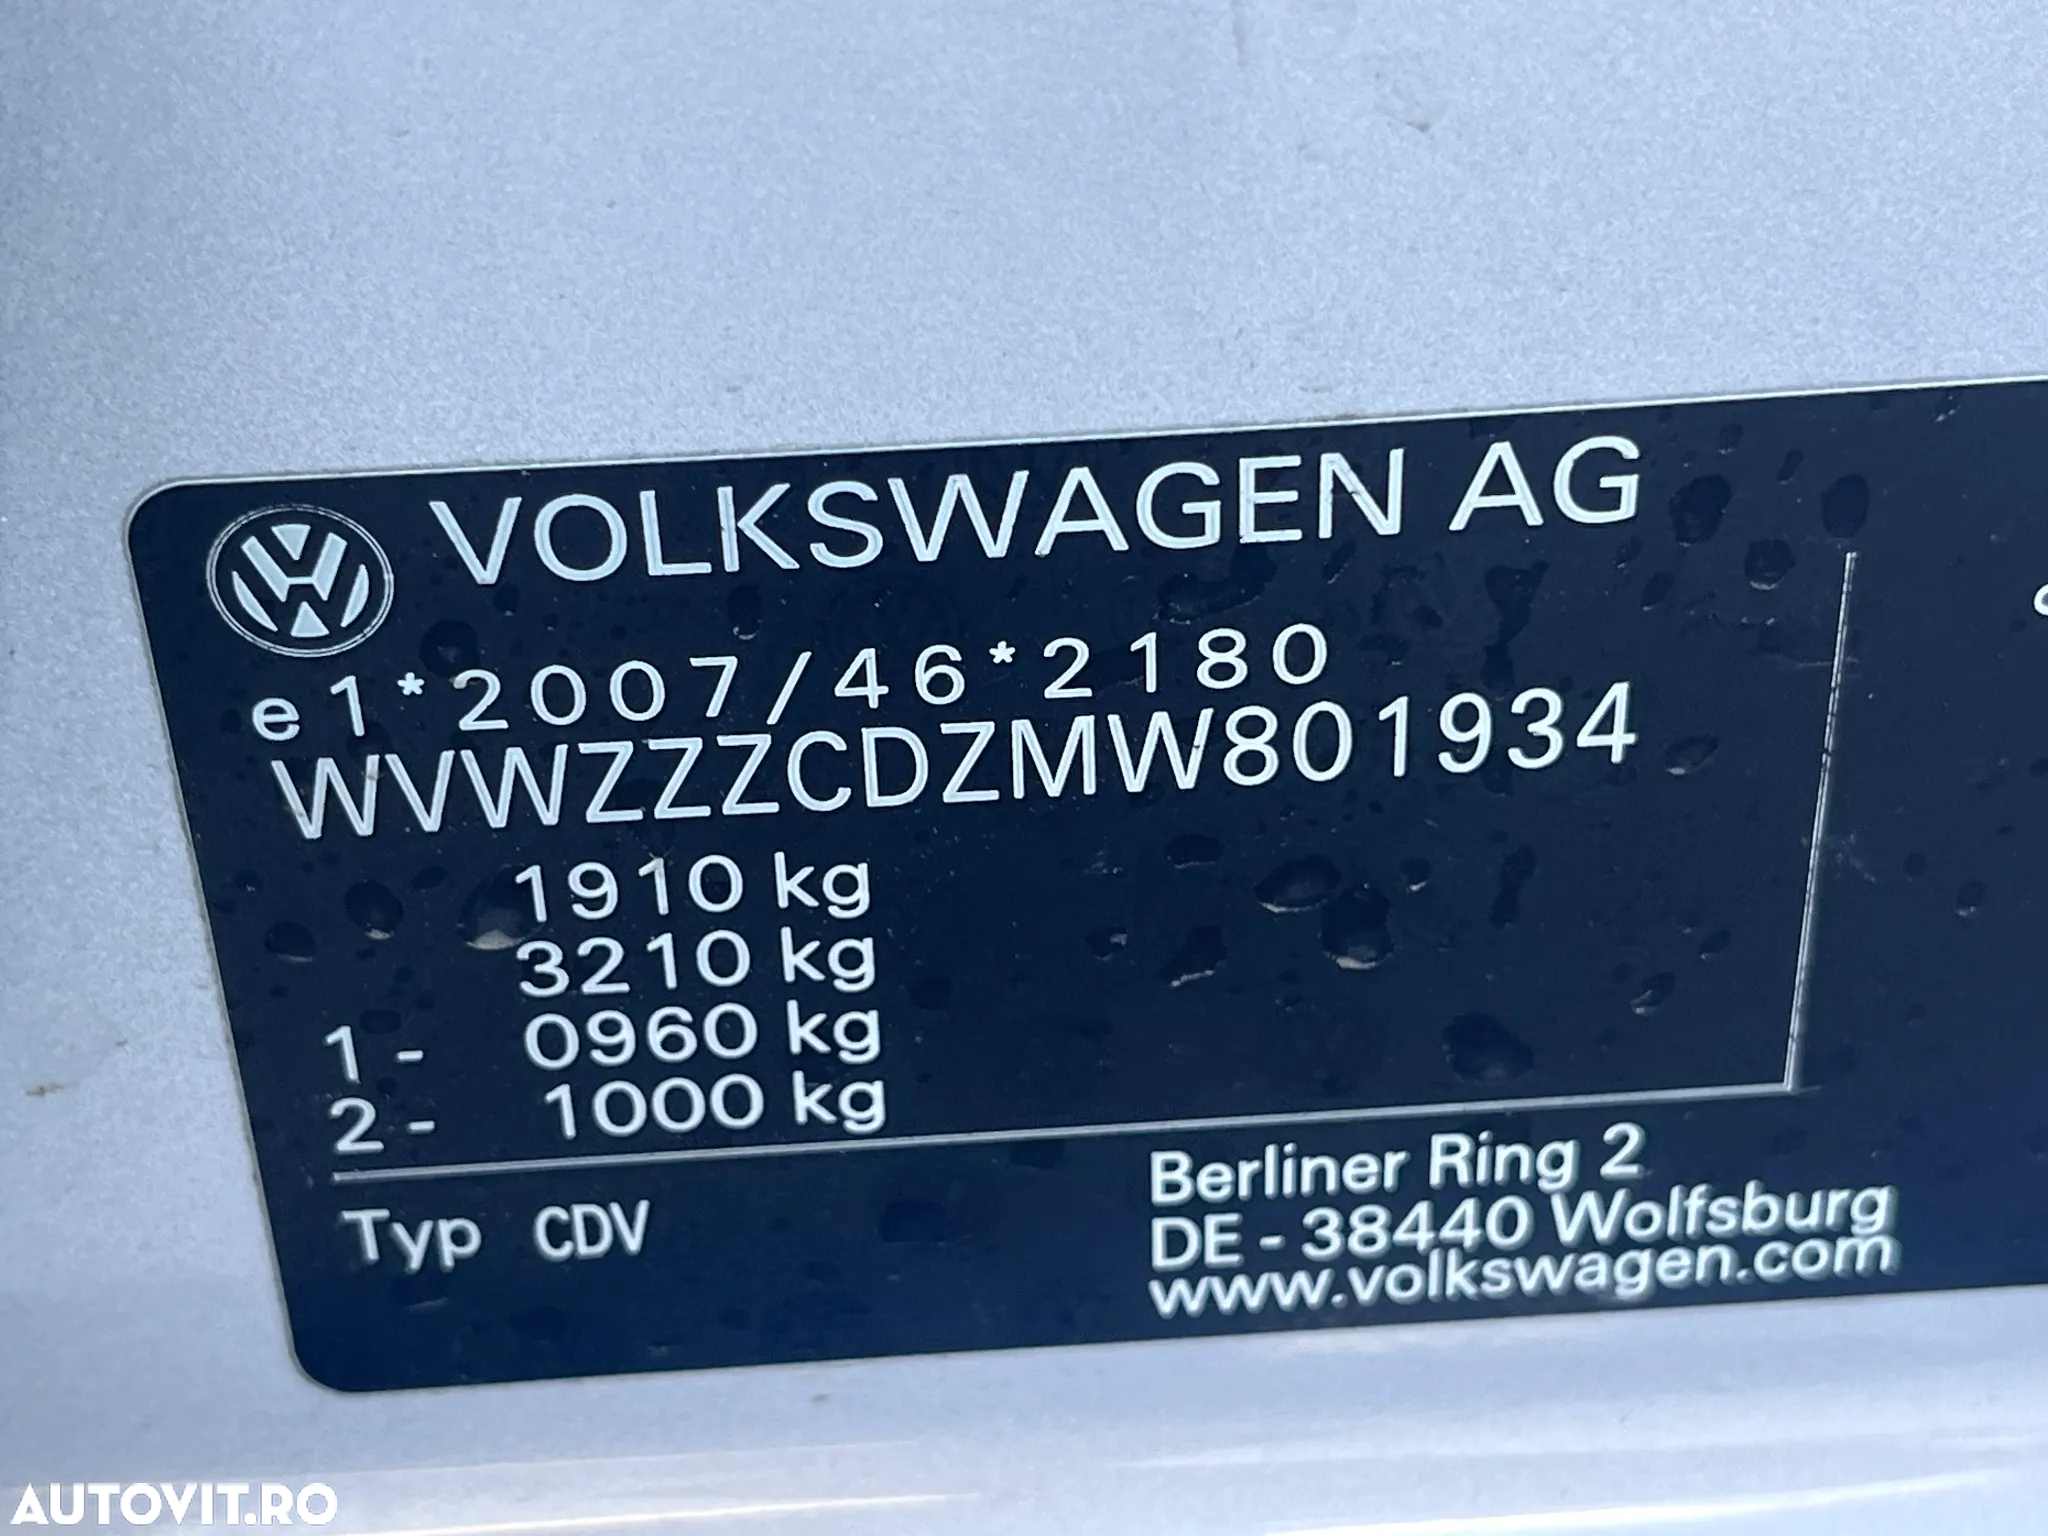 VOLKSWAGEN AG
e1*2007/46*2180
WVWZZZCDZMW801934
1910 kg
3210 kg
1- 0960 kg
2- 1000 kg
Typ CDV
Berliner Ring 2
DE - 38440 Wolfsburg
www.volkswagen.com
AUTOVIT.RO